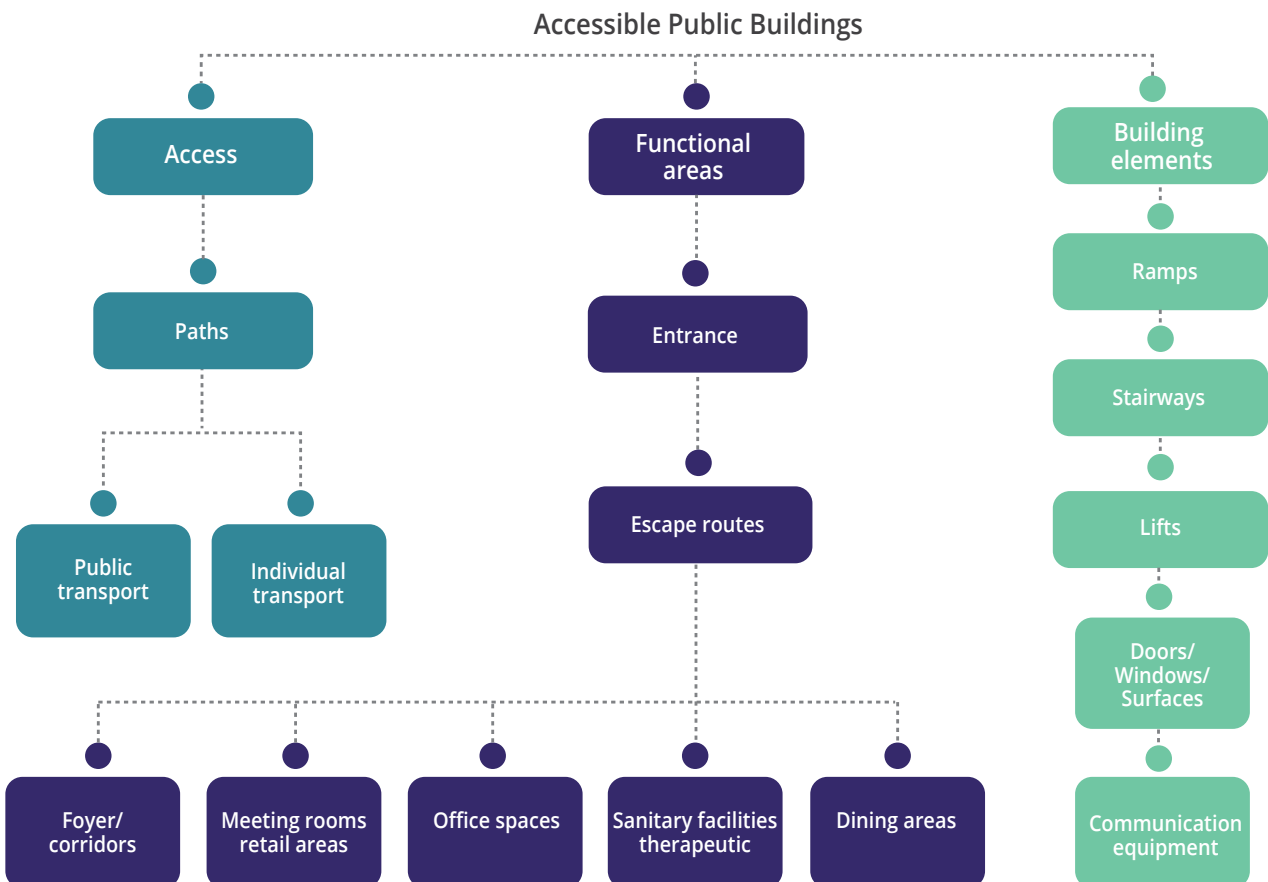 Accessible Public Buildings
Access
Functional
areas
Building
elements
Paths
Entrance
Ramps
Stairways
Public
transport
Individual
transport
Escape routes
Lifts
Doors/
Windows/
Surfaces
Foyer/
corridors
Meeting rooms
retail areas
Office spaces
Sanitary facilities
therapeutic
Dining areas
Communication
equipment